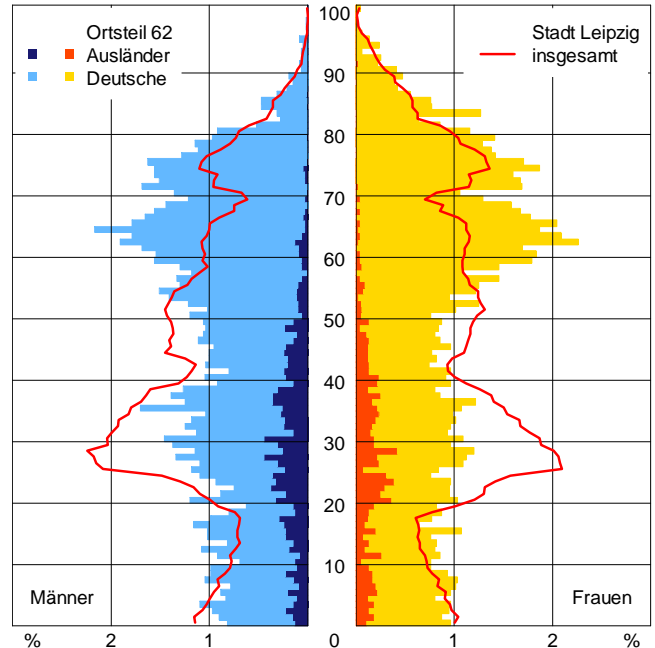 Ortsteil 62
Ausländer
Deutsche
Stadt Leipzig
insgesamt
100
90
80
70
60
50
40
30
20
10
Männer
Frauen
% 2 1 0 1 2 %